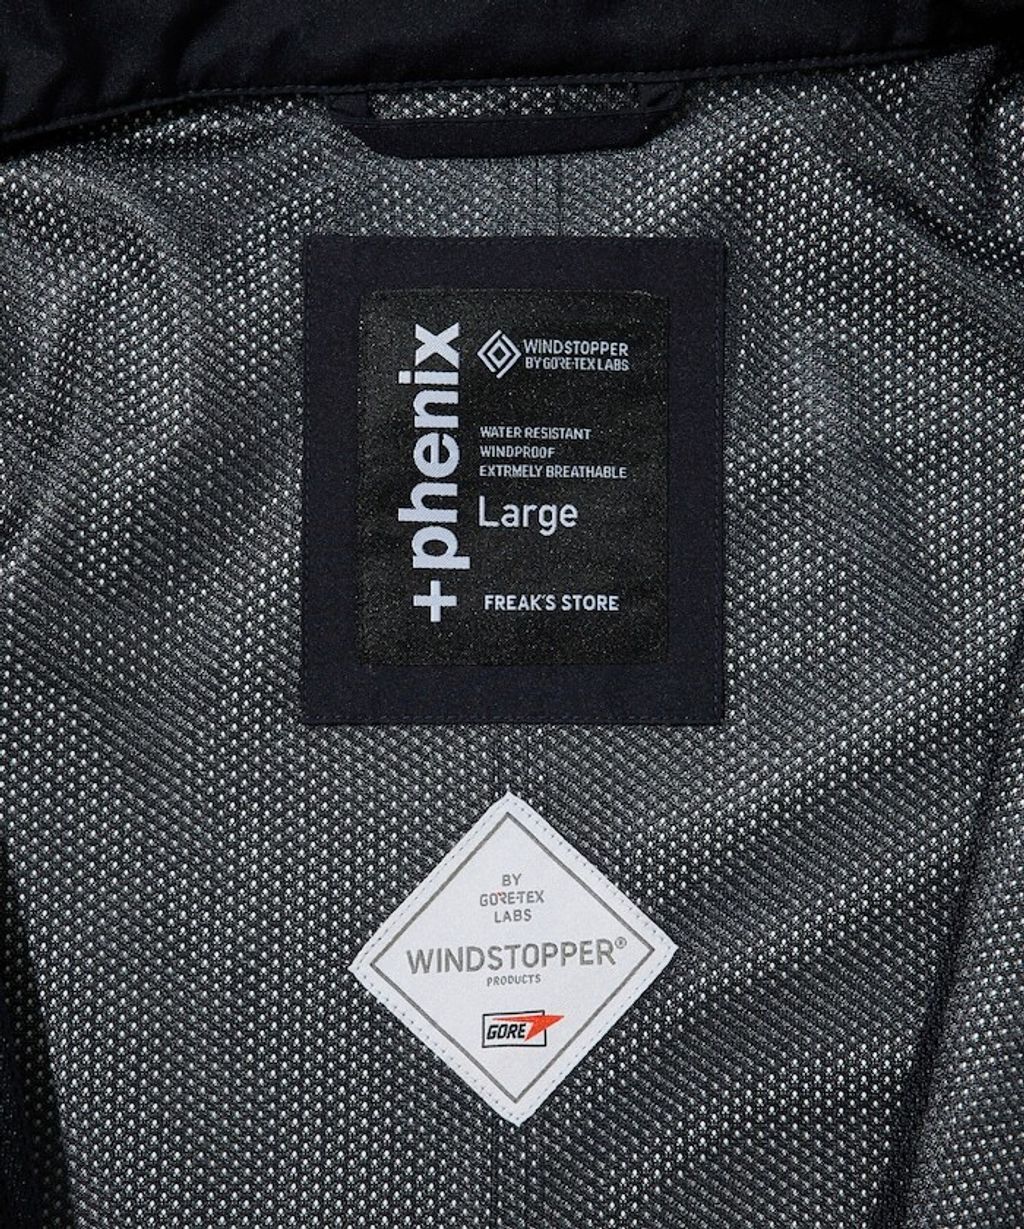 +phenix
WINDSTOPPER
BY GORE-TEX LABS
WATER RESISTANT
WINDPROOF
EXTRMELY BREATHABLE
Large
FREAK'S STORE
BY
GORE-TEX
LABS
WINDSTOPPER®
PRODUCTS
GORE